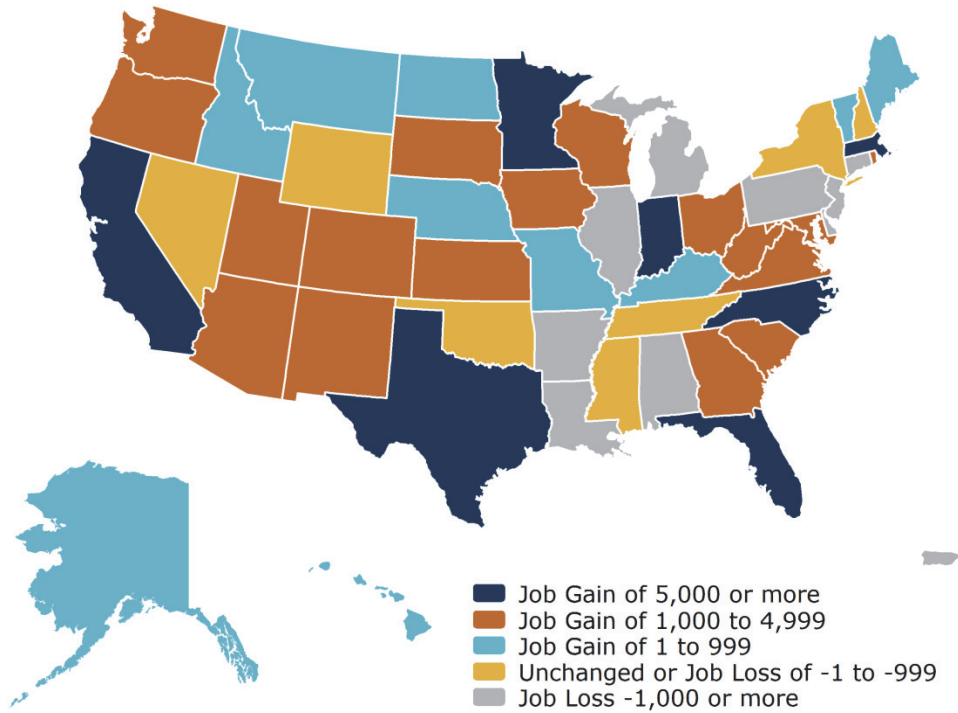 Job Gain of 5,000 or more
Job Gain of 1,000 to 4,999
Job Gain of 1 to 999
Unchanged or Job Loss of -1 to -999
Job Loss -1,000 or more